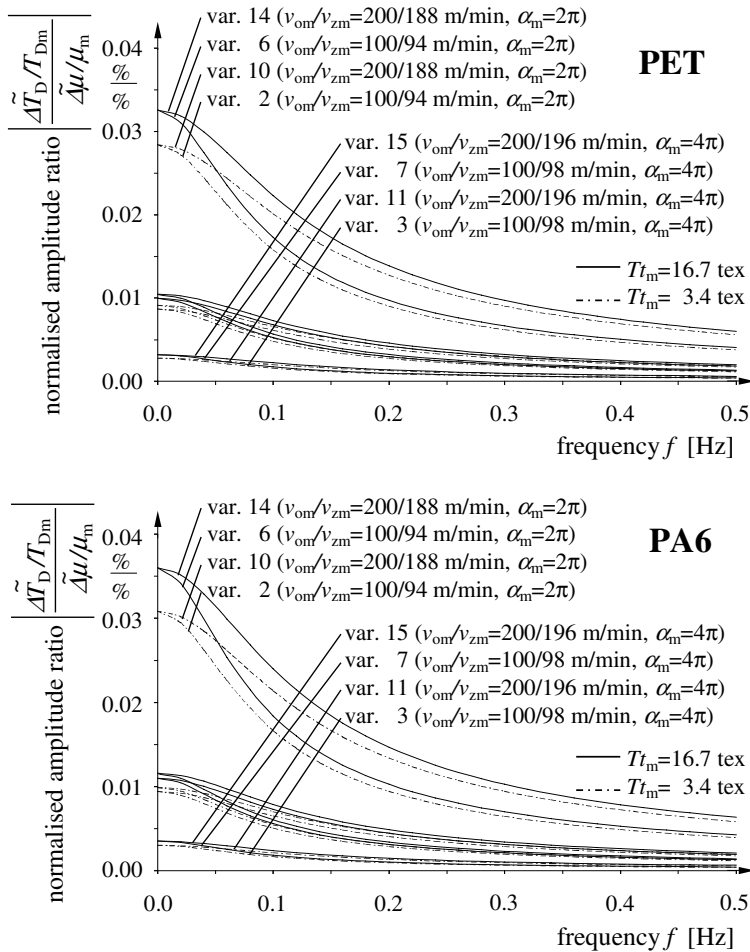 var. 14 (vom/vzm=200/188 m/min, αm=2π)
var. 6 (vom/vzm=100/94 m/min, αm=2π)
var. 10 (vom/vzm=200/188 m/min, αm=2π)
var. 2 (vom/vzm=100/94 m/min, αm=2π)
PET
var. 15 (vom/vzm=200/196 m/min, αm=4π)
var. 7 (vom/vzm=100/98 m/min, αm=4π)
var. 11 (vom/vzm=200/196 m/min, αm=4π)
var. 3 (vom/vzm=100/98 m/min, αm=4π)
Ttm=16.7 tex
Ttm= 3.4 tex
normalised amplitude ratio
Δ̃TD/TDm
Δ̃μ/μm
%
%
0.04
0.03
0.02
0.01
0.00
0.0 0.1 0.2 0.3 0.4 0.5
frequency f [Hz]
var. 14 (vom/vzm=200/188 m/min, αm=2π)
var. 6 (vom/vzm=100/94 m/min, αm=2π)
var. 10 (vom/vzm=200/188 m/min, αm=2π)
var. 2 (vom/vzm=100/94 m/min, αm=2π)
PA6
var. 15 (vom/vzm=200/196 m/min, αm=4π)
var. 7 (vom/vzm=100/98 m/min, αm=4π)
var. 11 (vom/vzm=200/196 m/min, αm=4π)
var. 3 (vom/vzm=100/98 m/min, αm=4π)
Ttm=16.7 tex
Ttm= 3.4 tex
normalised amplitude ratio
Δ̃TD/TDm
Δ̃μ/μm
%
%
0.04
0.03
0.02
0.01
0.00
0.0 0.1 0.2 0.3 0.4 0.5
frequency f [Hz]